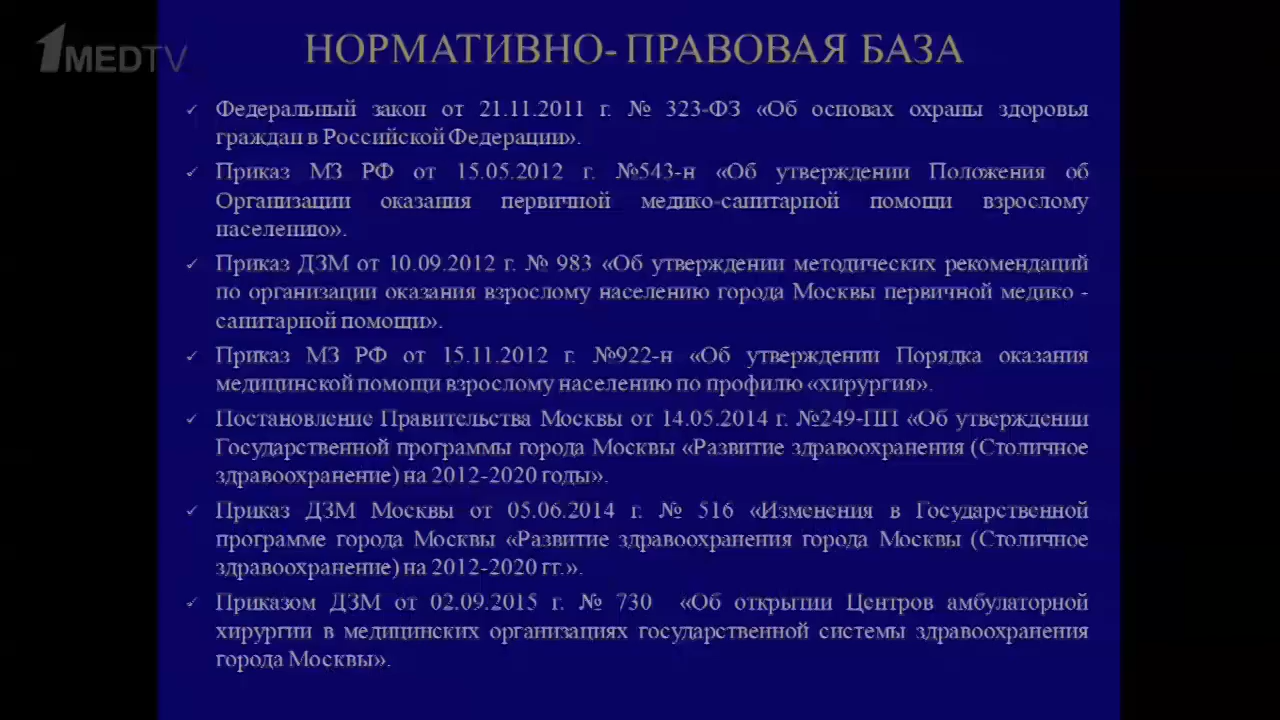 1MEDTV
НОРМАТИВНО- ПРАВОВАЯ БАЗА
✓ Федеральный закон от 21.11.2011 г. № 323-ФЗ «Об основах охраны здоровья
граждан в Российской Федерации».
✓ Приказ МЗ РФ от 15.05.2012 г. №543-н «Об утверждении Положения об
Организации оказания первичной медико-санитарной помощи взрослому
населению».
✓ Приказ ДЗМ от 10.09.2012 г. № 983 «Об утверждении методических рекомендаций
по организации оказания взрослому населению города Москвы первичной медико -
санитарной помощи».
✓ Приказ МЗ РФ от 15.11.2012 г. №922-н «Об утверждении Порядка оказания
медицинской помощи взрослому населению по профилю «хирургия».
✓ Постановление Правительства Москвы от 14.05.2014 г. №249-ПП «Об утверждении
Государственной программы города Москвы «Развитие здравоохранения (Столичное
здравоохранение) на 2012-2020 годы».
✓ Приказ ДЗМ Москвы от 05.06.2014 г. № 516 «Изменения в Государственной
программе города Москвы «Развитие здравоохранения города Москвы (Столичное
здравоохранение) на 2012-2020 гг.».
✓ Приказом ДЗМ от 02.09.2015 г. № 730 «Об открытии Центров амбулаторной
хирургии в медицинских организациях государственной системы здравоохранения
города Москвы».